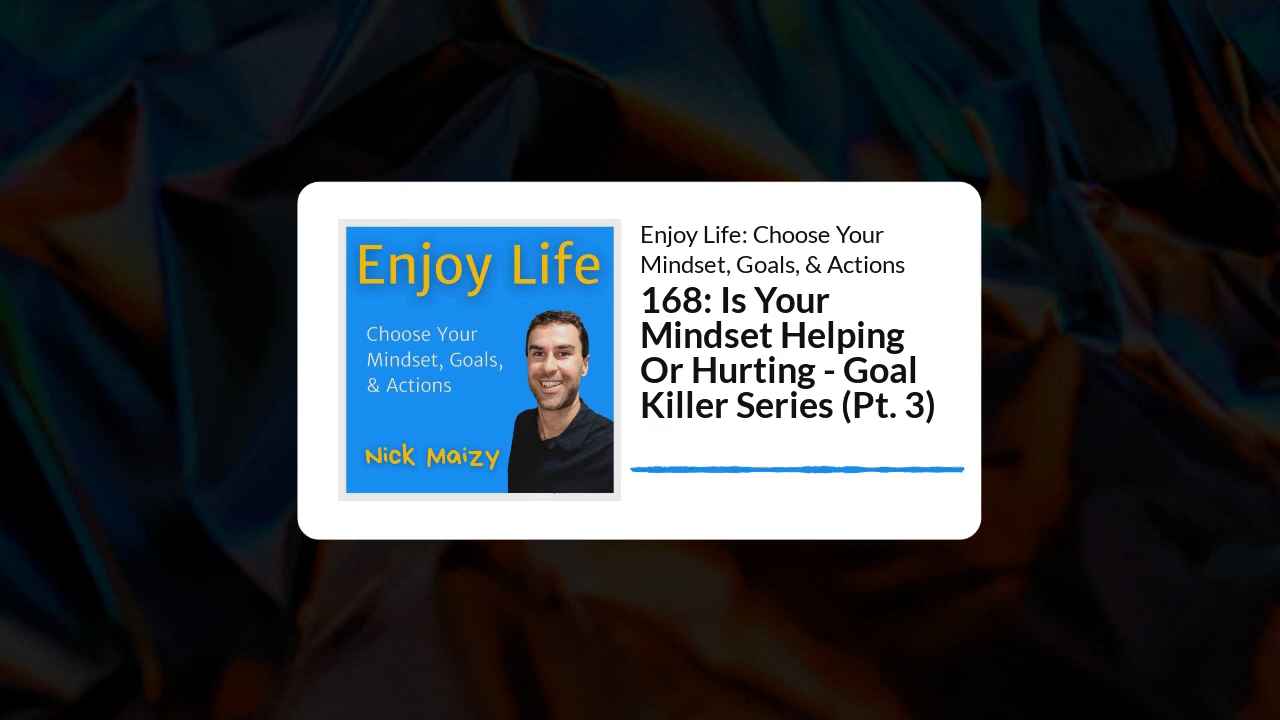 Enjoy Life
Choose Your
Mindset, Goals,
& Actions
Nick Maizy
Enjoy Life: Choose Your
Mindset, Goals, & Actions
168: Is Your
Mindset Helping
Or Hurting - Goal
Killer Series (Pt. 3)